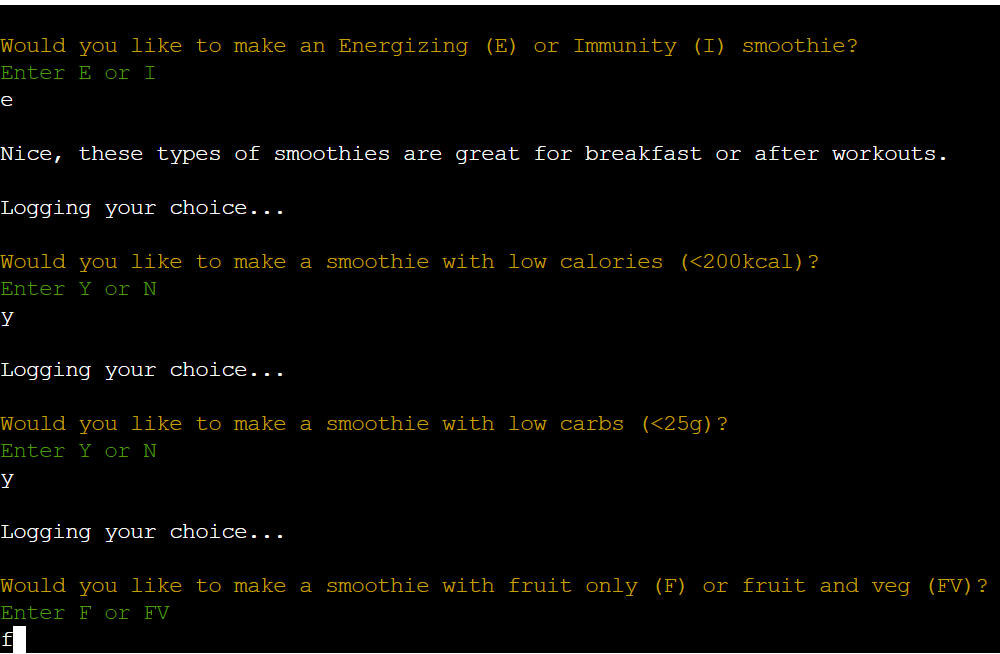 Would you like to make an Energizing (E) or Immunity (I) smoothie?
Enter E or I
e
Nice, these types of smoothies are great for breakfast or after workouts.
Logging your choice...
Would you like to make a smoothie with low calories (<200kcal)?
Enter Y or N
y
Logging your choice...
Would you like to make a smoothie with low carbs (<25g)?
Enter Y or N
y
Logging your choice...
Would you like to make a smoothie with fruit only (F) or fruit and veg (FV)?
Enter F or FV
f